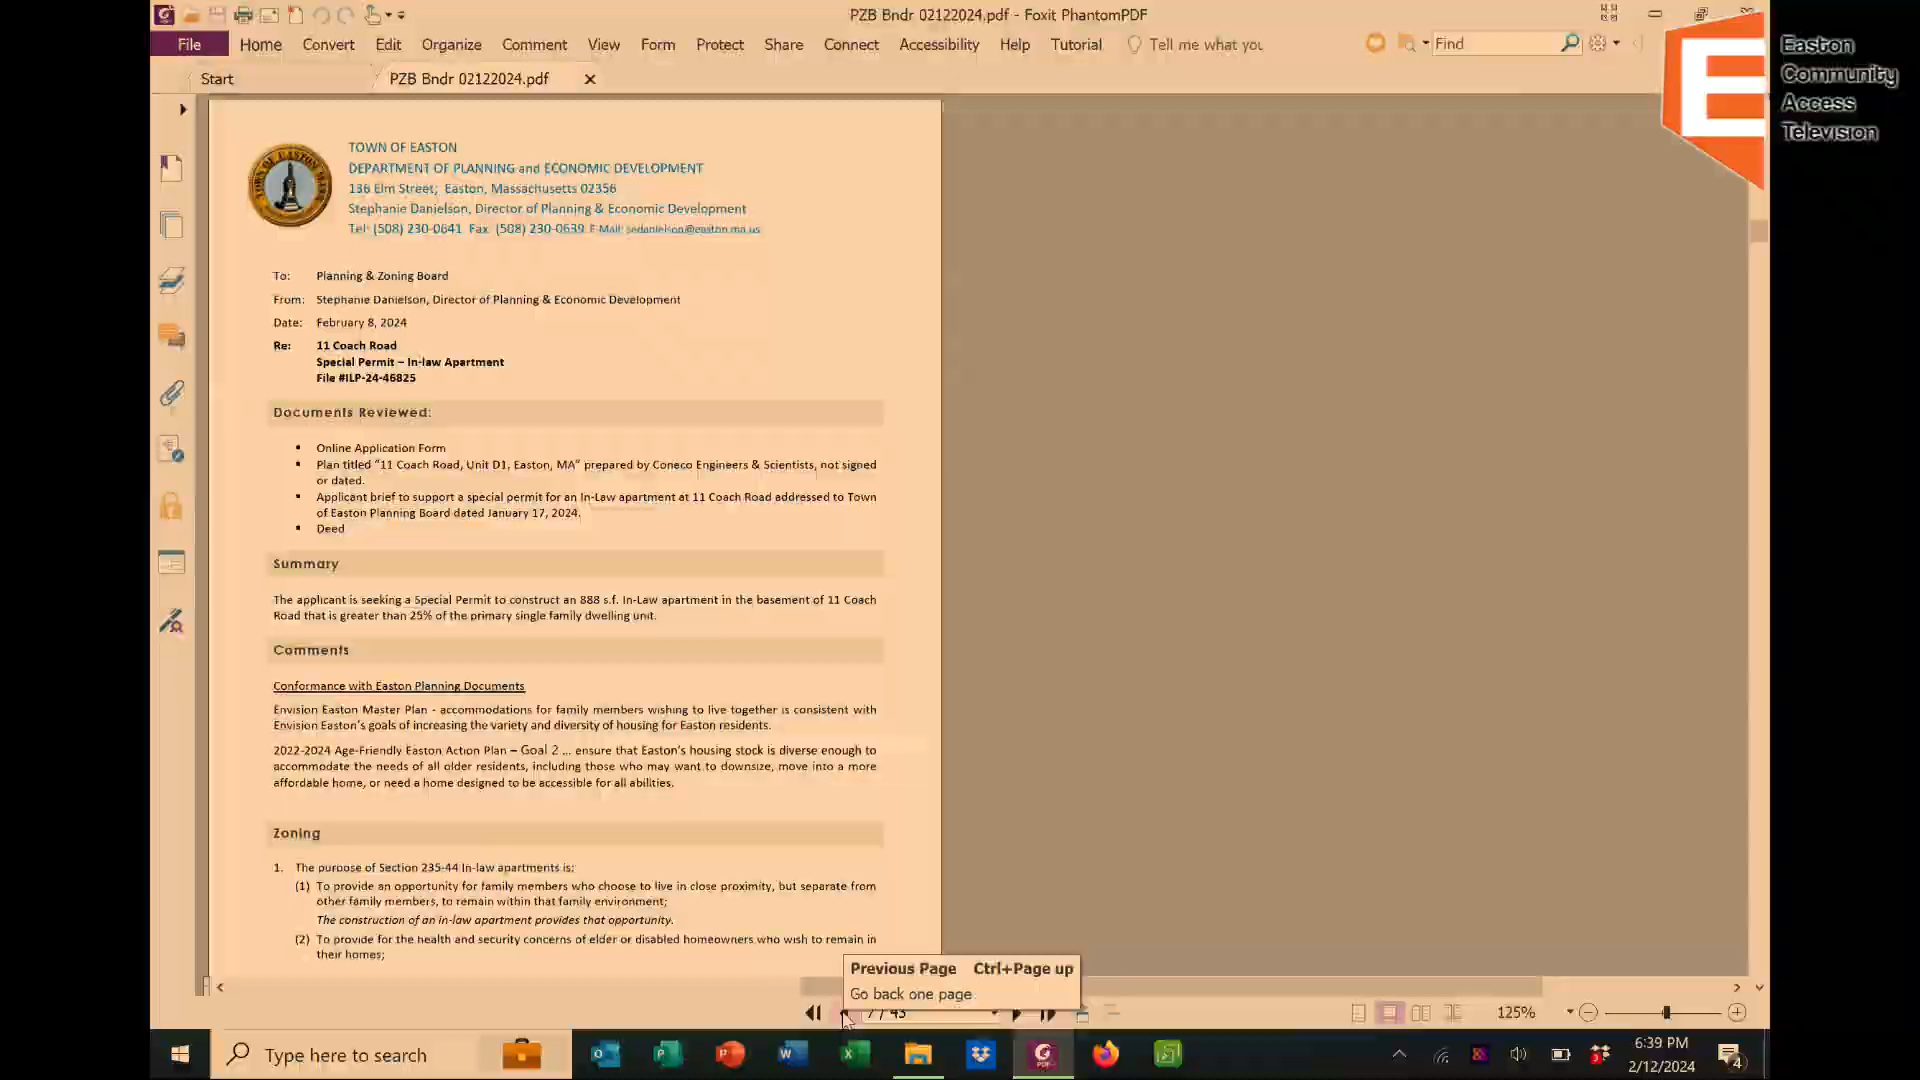 PZB Bndr 02122024.pdf - Foxit PhantomPDF
File Home Convert Edit Organize Comment View Form Protect Share Connect Accessibility Help Tutorial Tell me what you Find
Start PZB Bndr 02122024.pdf
E
Easton
Community
Access
Television
TOWN OF EASTON
DEPARTMENT OF PLANNING and ECONOMIC DEVELOPMENT
136 Elm Street; Easton, Massachusetts 02356
Stephanie Danielson, Director of Planning & Economic Development
Tel: (508) 230-0641 Fax: (508) 230-0639 E-Mail: sedanielson@easton.ma.us
To: Planning & Zoning Board
From: Stephanie Danielson, Director of Planning & Economic Development
Date: February 8, 2024
Re: 11 Coach Road
Special Permit – In-law Apartment
File #ILP-24-46825
Documents Reviewed:
▪ Online Application Form
▪ Plan titled "11 Coach Road, Unit D1, Easton, MA" prepared by Coneco Engineers & Scientists, not signed
or dated.
▪ Applicant brief to support a special permit for an In-Law apartment at 11 Coach Road addressed to Town
of Easton Planning Board dated January 17, 2024.
▪ Deed
Summary
The applicant is seeking a Special Permit to construct an 888 s.f. In-Law apartment in the basement of 11 Coach
Road that is greater than 25% of the primary single family dwelling unit.
Comments
Conformance with Easton Planning Documents
Envision Easton Master Plan - accommodations for family members wishing to live together is consistent with
Envision Easton's goals of increasing the variety and diversity of housing for Easton residents.
2022-2024 Age-Friendly Easton Action Plan – Goal 2 ... ensure that Easton's housing stock is diverse enough to
accommodate the needs of all older residents, including those who may want to downsize, move into a more
affordable home, or need a home designed to be accessible for all abilities.
Zoning
1. The purpose of Section 235-44 In-law apartments is:
(1) To provide an opportunity for family members who choose to live in close proximity, but separate from
other family members, to remain within that family environment;
The construction of an in-law apartment provides that opportunity.
(2) To provide for the health and security concerns of elder or disabled homeowners who wish to remain in
their homes;
Previous Page Ctrl+Page up
Go back one page
7 / 43
125%
Type here to search
6:39 PM
2/12/2024
4